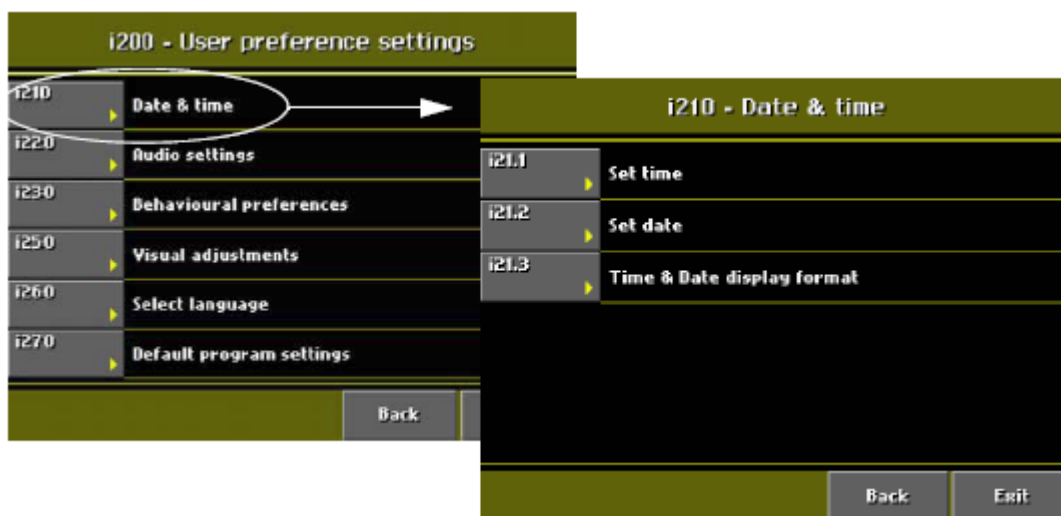 i200 - User preference settings
i210
Date & time
i220
Audio settings
i230
Behavioural preferences
i250
Visual adjustments
i260
Select language
i270
Default program settings
Back
i210 - Date & time
i21.1
Set time
i21.2
Set date
i21.3
Time & Date display format
Back
Exit